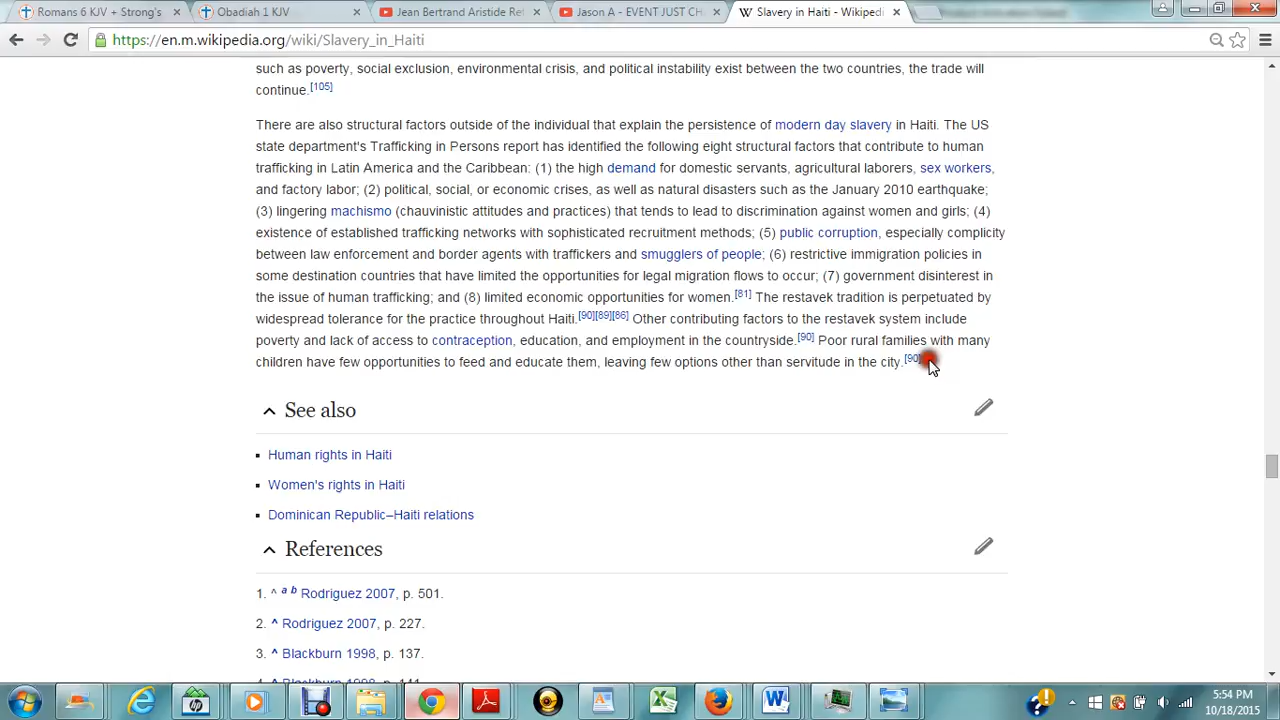 Romans 6 KJV + Strong's
Obadiah 1 KJV
Jean Bertrand Aristide Ret
Jason A - EVENT JUST CH
Slavery in Haiti - Wikipedi
https://en.m.wikipedia.org/wiki/Slavery_in_Haiti
such as poverty, social exclusion, environmental crisis, and political instability exist between the two countries, the trade will
continue.[105]
There are also structural factors outside of the individual that explain the persistence of modern day slavery in Haiti. The US
state department's Trafficking in Persons report has identified the following eight structural factors that contribute to human
trafficking in Latin America and the Caribbean: (1) the high demand for domestic servants, agricultural laborers, sex workers,
and factory labor; (2) political, social, or economic crises, as well as natural disasters such as the January 2010 earthquake;
(3) lingering machismo (chauvinistic attitudes and practices) that tends to lead to discrimination against women and girls; (4)
existence of established trafficking networks with sophisticated recruitment methods; (5) public corruption, especially complicity
between law enforcement and border agents with traffickers and smugglers of people; (6) restrictive immigration policies in
some destination countries that have limited the opportunities for legal migration flows to occur; (7) government disinterest in
the issue of human trafficking; and (8) limited economic opportunities for women.[81] The restavek tradition is perpetuated by
widespread tolerance for the practice throughout Haiti.[90][89][86] Other contributing factors to the restavek system include
poverty and lack of access to contraception, education, and employment in the countryside.[90] Poor rural families with many
children have few opportunities to feed and educate them, leaving few options other than servitude in the city.[90]
See also
Human rights in Haiti
Women's rights in Haiti
Dominican Republic–Haiti relations
References
1. ^ a b Rodriguez 2007, p. 501.
2. ^ Rodriguez 2007, p. 227.
3. ^ Blackburn 1998, p. 137.
4. ^ Blackburn 1998, p. 141.
5:54 PM
10/18/2015